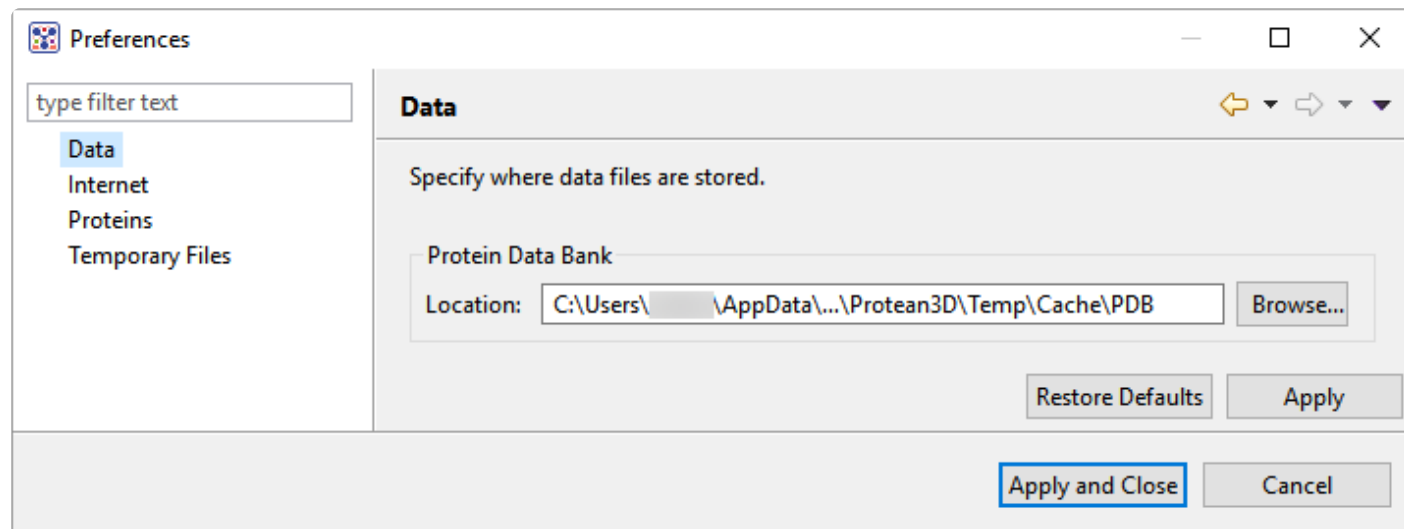 Preferences
type filter text
Data
Internet
Proteins
Temporary Files
Data
Specify where data files are stored.
Protein Data Bank
Location: C:\Users\ \AppData\...\Protean3D\Temp\Cache\PDB Browse...
Restore Defaults Apply
Apply and Close Cancel